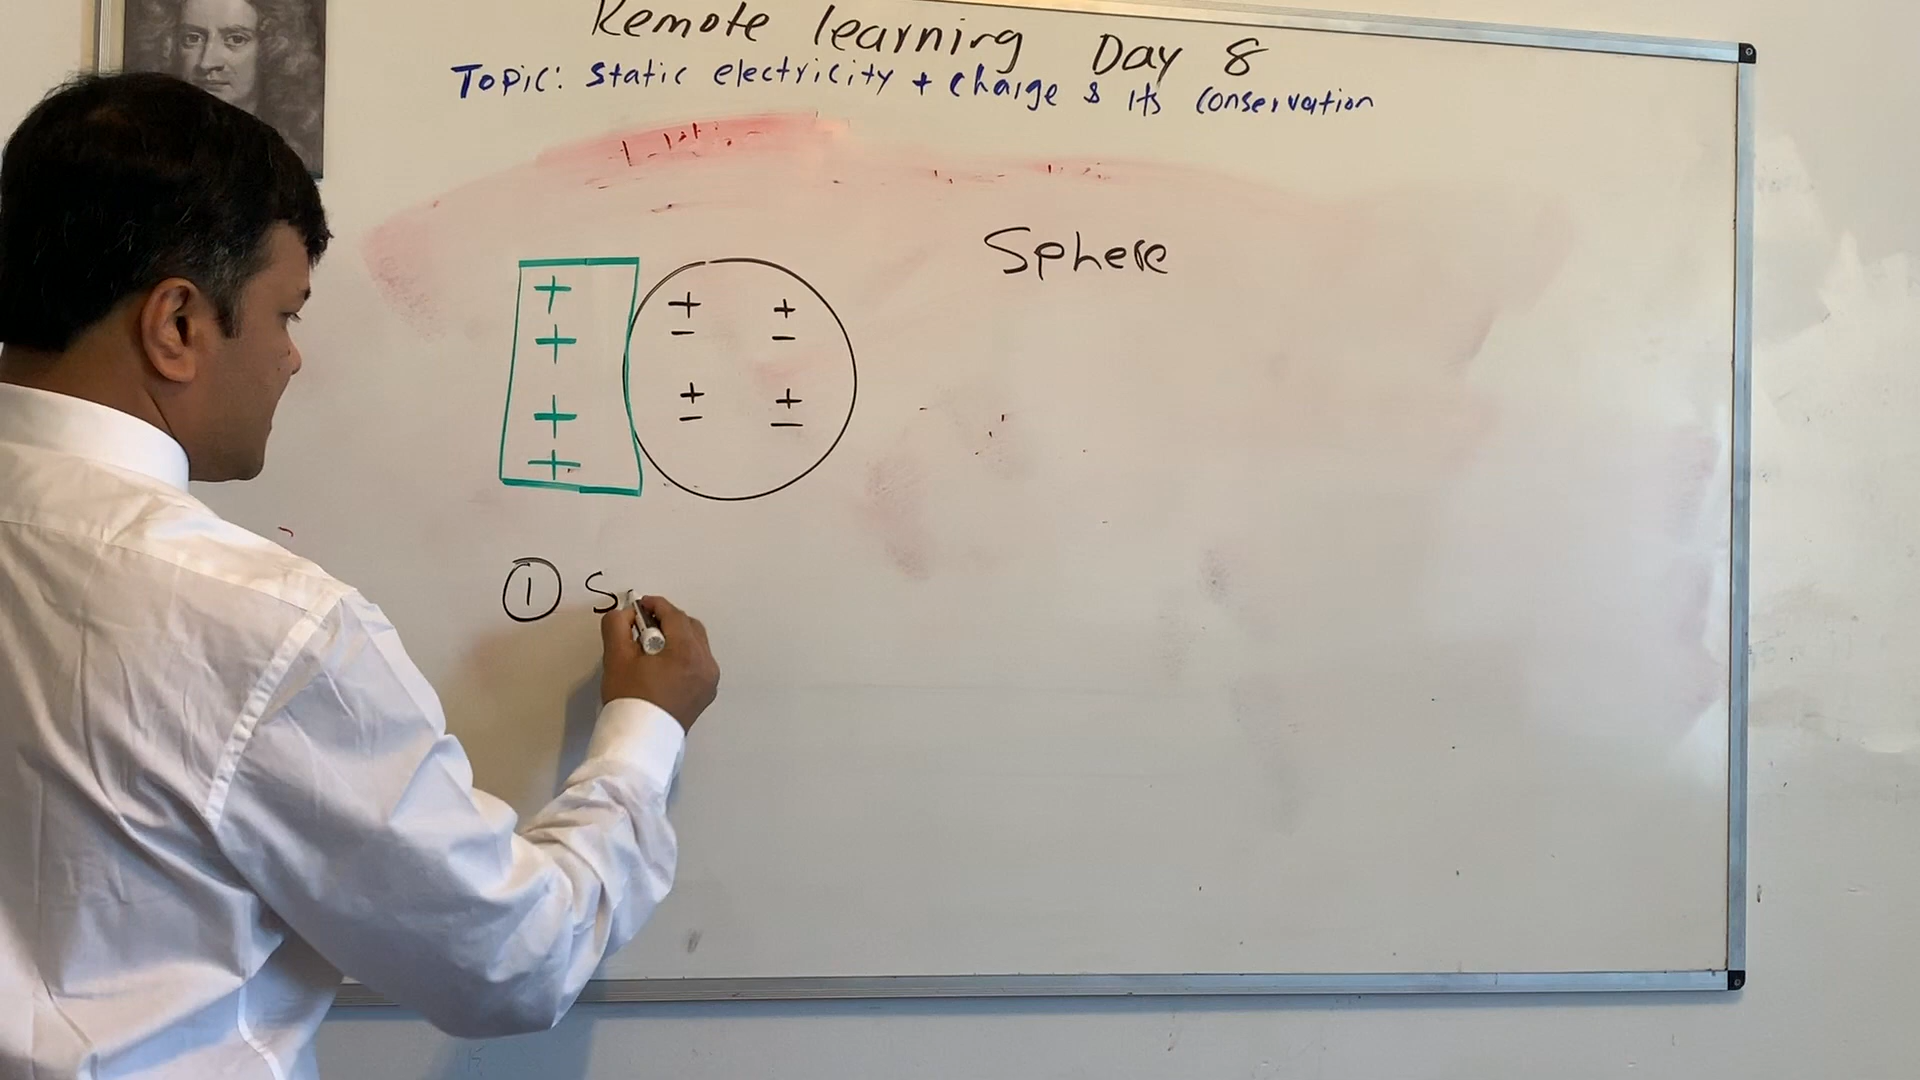 Remote learning Day 8
Topic: Static electricity + Charge & its Conservation
Sphere
+
+
+
+
+ +
- -
+ +
- -
① S